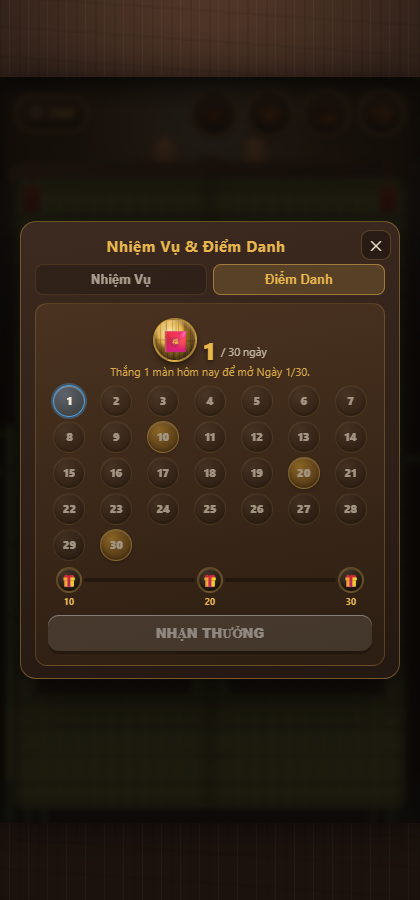 Nhiệm Vụ & Điểm Danh
Nhiệm Vụ
Điểm Danh
1 / 30 ngày
Thắng 1 màn hôm nay để mở Ngày 1/30.
1 2 3 4 5 6 7
8 9 10 11 12 13 14
15 16 17 18 19 20 21
22 23 24 25 26 27 28
29 30
10 20 30
NHẬN THƯỞNG